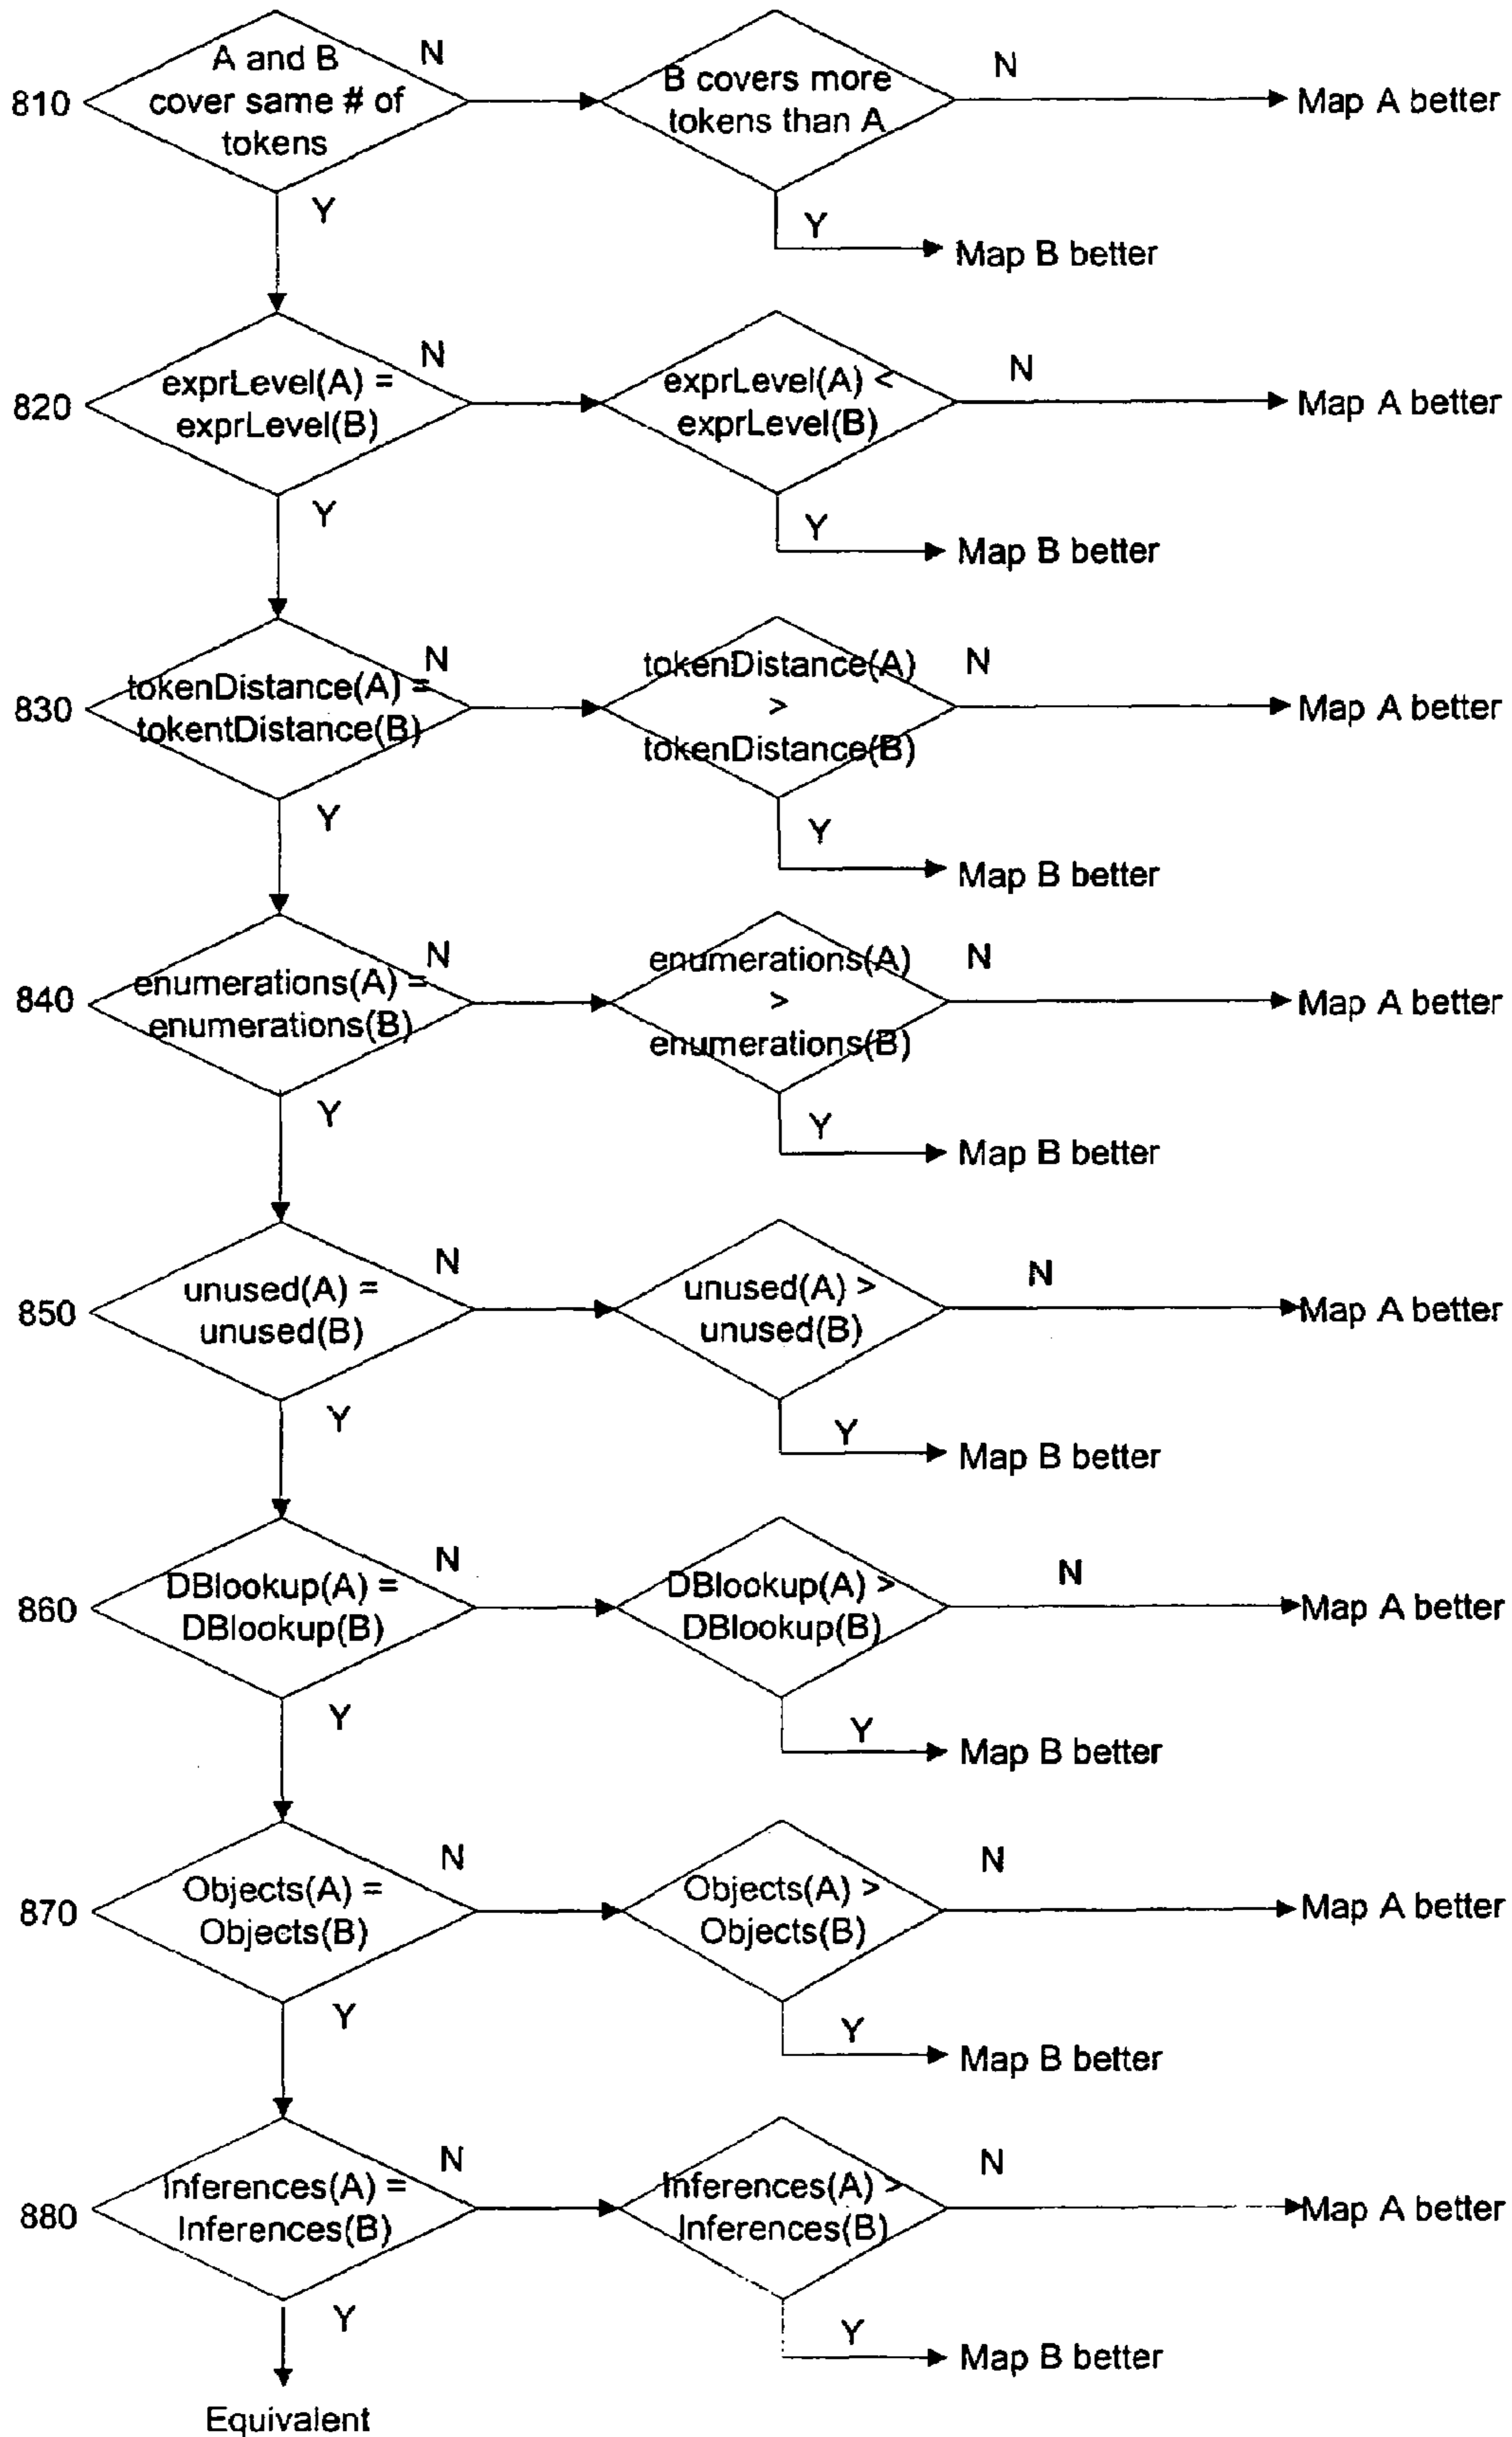 A and B
cover same # of
tokens
N
B covers more
tokens than A
N
Map A better
810
Y
Y
Map B better
exprLevel(A) =
exprLevel(B)
N
exprLevel(A) <
exprLevel(B)
N
Map A better
820
Y
Y
Map B better
tokenDistance(A) =
tokentDistance(B)
N
tokenDistance(A)
>
tokenDistance(B)
N
Map A better
830
Y
Y
Map B better
enumerations(A) =
enumerations(B)
N
enumerations(A)
>
enumerations(B)
N
Map A better
840
Y
Y
Map B better
unused(A) =
unused(B)
N
unused(A) >
unused(B)
N
Map A better
850
Y
Y
Map B better
DBlookup(A) =
DBlookup(B)
N
DBlookup(A) >
DBlookup(B)
N
Map A better
860
Y
Y
Map B better
Objects(A) =
Objects(B)
N
Objects(A) >
Objects(B)
N
Map A better
870
Y
Y
Map B better
Inferences(A) =
Inferences(B)
N
Inferences(A) >
Inferences(B)
N
Map A better
880
Y
Y
Map B better
Equivalent